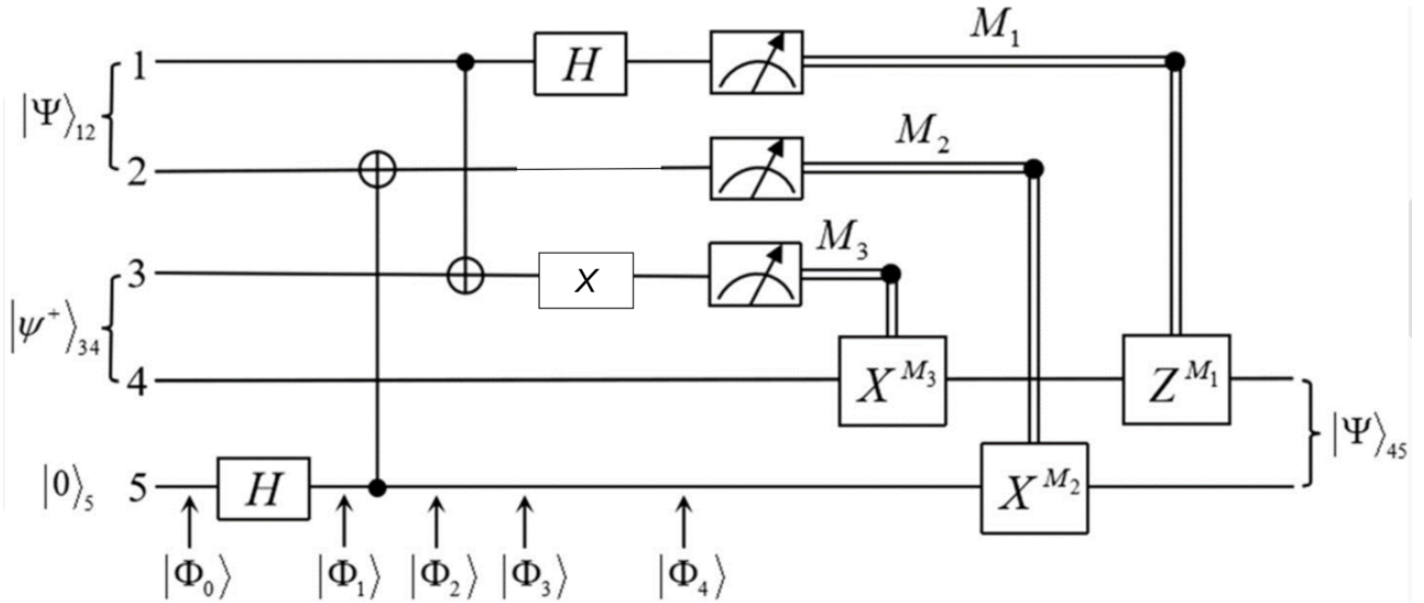 1 H M₁
|Ψ⟩₁₂
2 M₂
3 X M₃
|ψ⁺⟩₃₄
4 X^{M₃} Z^{M₁}
|Ψ⟩₄₅
|0⟩₅ 5 H X^{M₂}
|Φ₀⟩ |Φ₁⟩ |Φ₂⟩ |Φ₃⟩ |Φ₄⟩